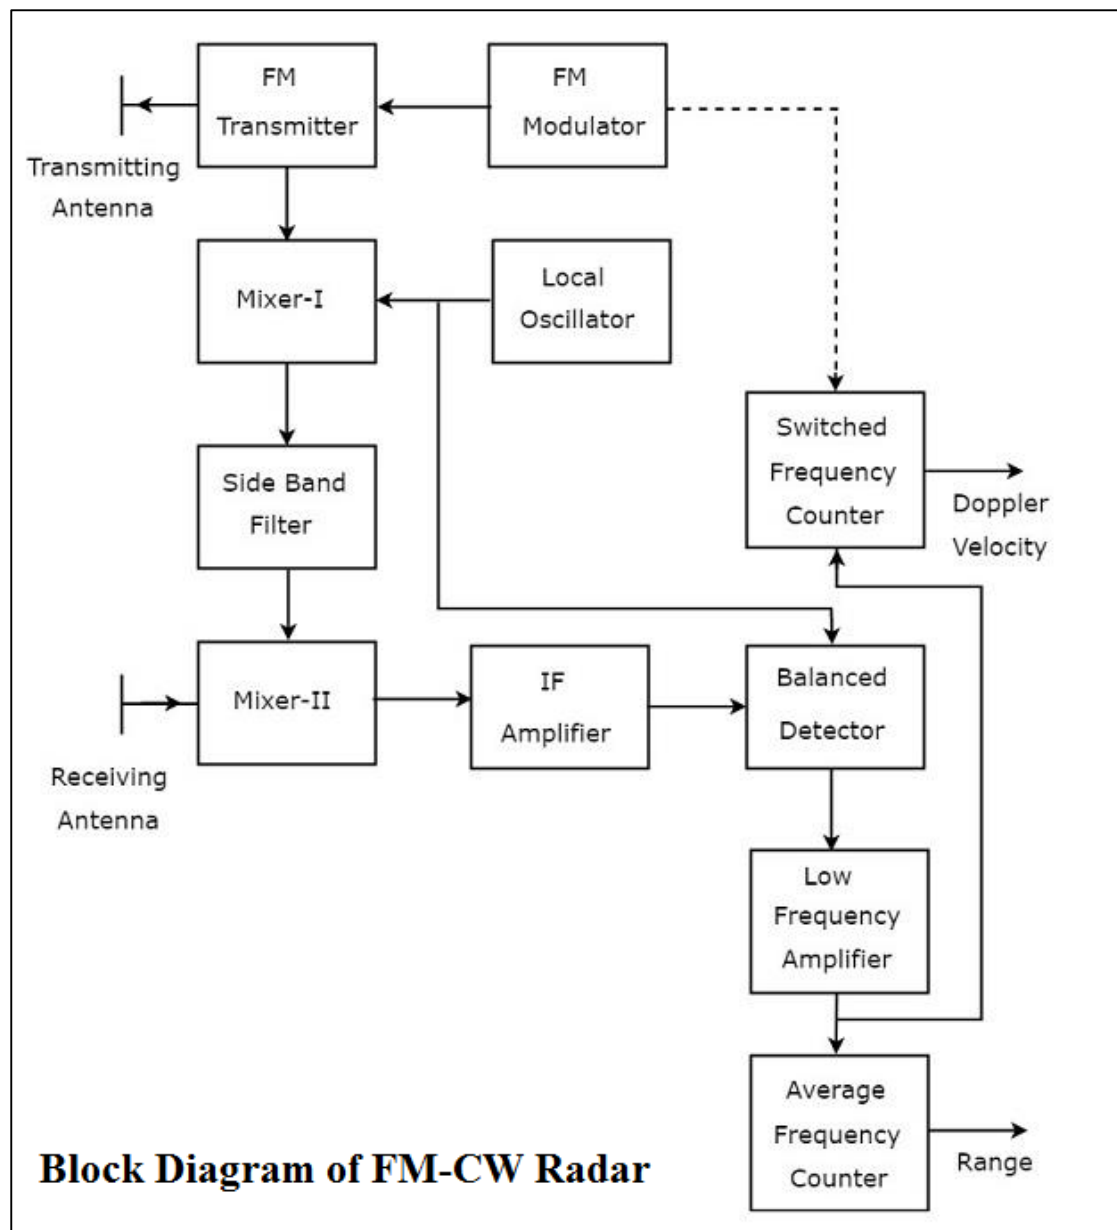 FM
Transmitter
FM
Modulator
Transmitting
Antenna
Mixer-I
Local
Oscillator
Side Band
Filter
Switched
Frequency
Counter
Doppler
Velocity
Mixer-II
IF
Amplifier
Balanced
Detector
Receiving
Antenna
Low
Frequency
Amplifier
Average
Frequency
Counter
Range
Block Diagram of FM-CW Radar